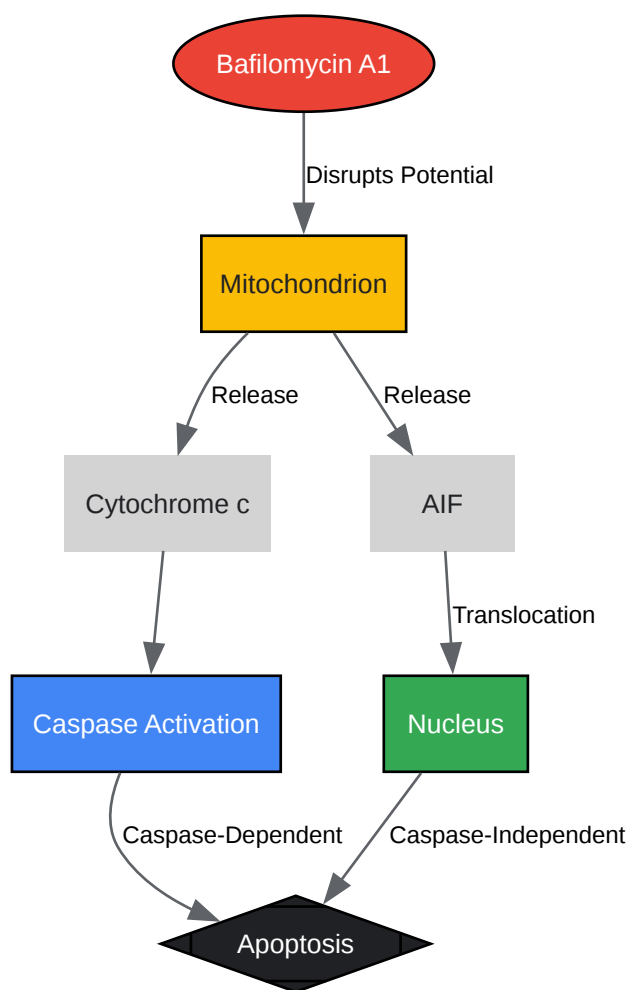 Bafilomycin A1
Disrupts Potential
Mitochondrion
Release
Release
Cytochrome c
AIF
Translocation
Caspase Activation
Nucleus
Caspase-Dependent
Caspase-Independent
Apoptosis